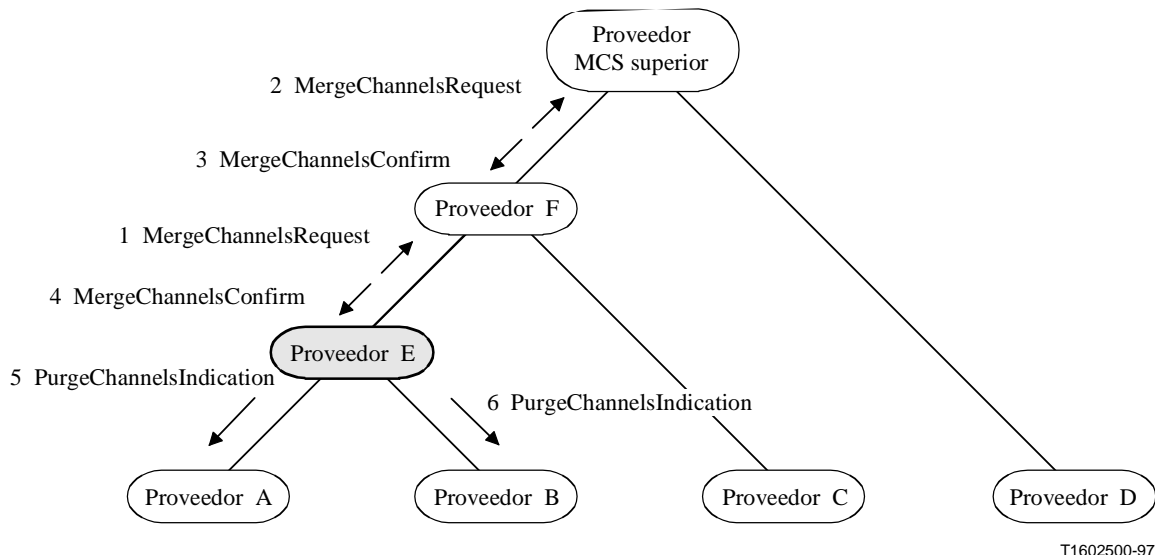 Proveedor
MCS superior
2 MergeChannelsRequest
3 MergeChannelsConfirm
Proveedor F
1 MergeChannelsRequest
4 MergeChannelsConfirm
Proveedor E
5 PurgeChannelsIndication
6 PurgeChannelsIndication
Proveedor A
Proveedor B
Proveedor C
Proveedor D
T1602500-97